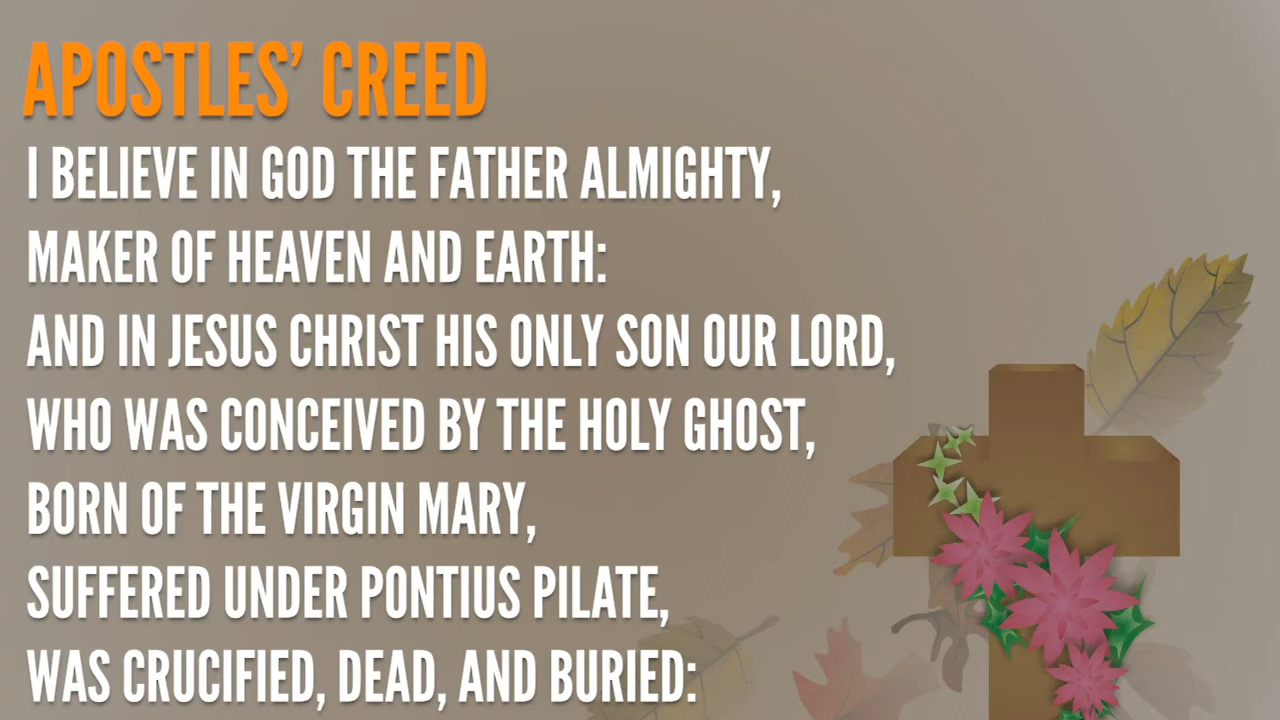 APOSTLES’ CREED
I BELIEVE IN GOD THE FATHER ALMIGHTY,
MAKER OF HEAVEN AND EARTH:
AND IN JESUS CHRIST HIS ONLY SON OUR LORD,
WHO WAS CONCEIVED BY THE HOLY GHOST,
BORN OF THE VIRGIN MARY,
SUFFERED UNDER PONTIUS PILATE,
WAS CRUCIFIED, DEAD, AND BURIED: